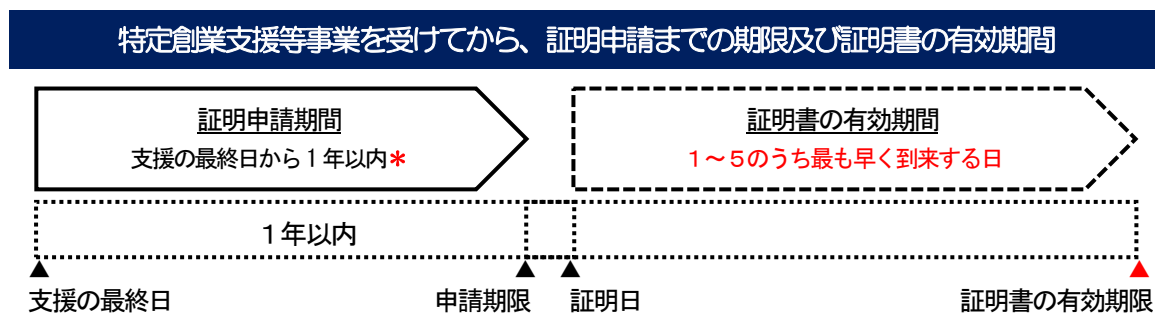 特定創業支援等事業を受けてから、証明申請までの期限及び証明書の有効期間
証明申請期間
支援の最終日から１年以内＊
証明書の有効期間
１～５のうち最も早く到来する日
１年以内
支援の最終日
申請期限
証明日
証明書の有効期限